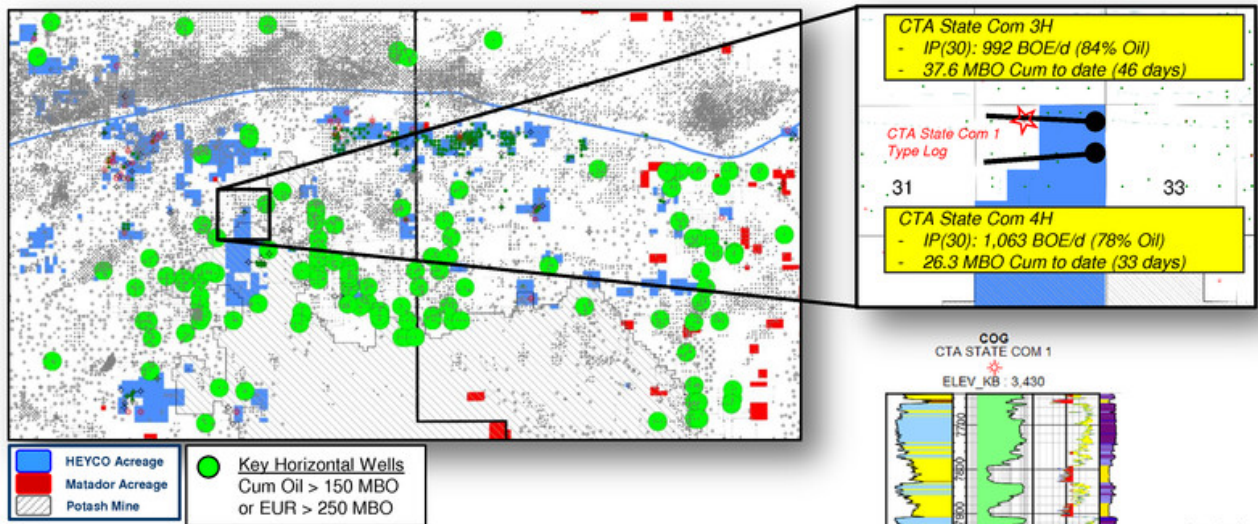 CTA State Com 3H
- IP(30): 992 BOE/d (84% Oil)
- 37.6 MBO Cum to date (46 days)
CTA State Com 1
Type Log
31
33
CTA State Com 4H
- IP(30): 1,063 BOE/d (78% Oil)
- 26.3 MBO Cum to date (33 days)
HEYCO Acreage
Matador Acreage
Potash Mine
Key Horizontal Wells
Cum Oil > 150 MBO
or EUR > 250 MBO
COG
CTA STATE COM 1
ELEV_KB : 3,430
7700
7800
7900